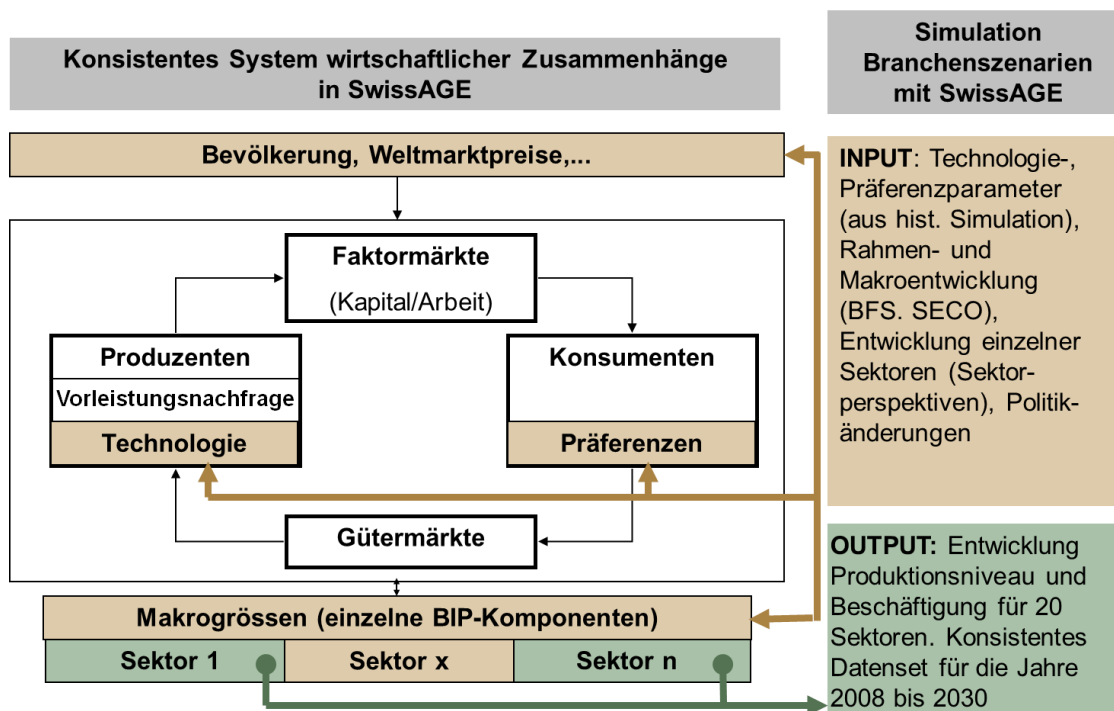 Konsistentes System wirtschaftlicher Zusammenhänge
in SwissAGE
Simulation
Branchenszenarien
mit SwissAGE
Bevölkerung, Weltmarktpreise,...
Faktormärkte
(Kapital/Arbeit)
Produzenten
Vorleistungsnachfrage
Technologie
Konsumenten
Präferenzen
Gütermärkte
Makrogrössen (einzelne BIP-Komponenten)
Sektor 1
Sektor x
Sektor n
INPUT: Technologie-,
Präferenzparameter
(aus hist. Simulation),
Rahmen- und
Makroentwicklung
(BFS. SECO),
Entwicklung einzelner
Sektoren (Sektor-
perspektiven), Politik-
änderungen
OUTPUT: Entwicklung
Produktionsniveau und
Beschäftigung für 20
Sektoren. Konsistentes
Datenset für die Jahre
2008 bis 2030